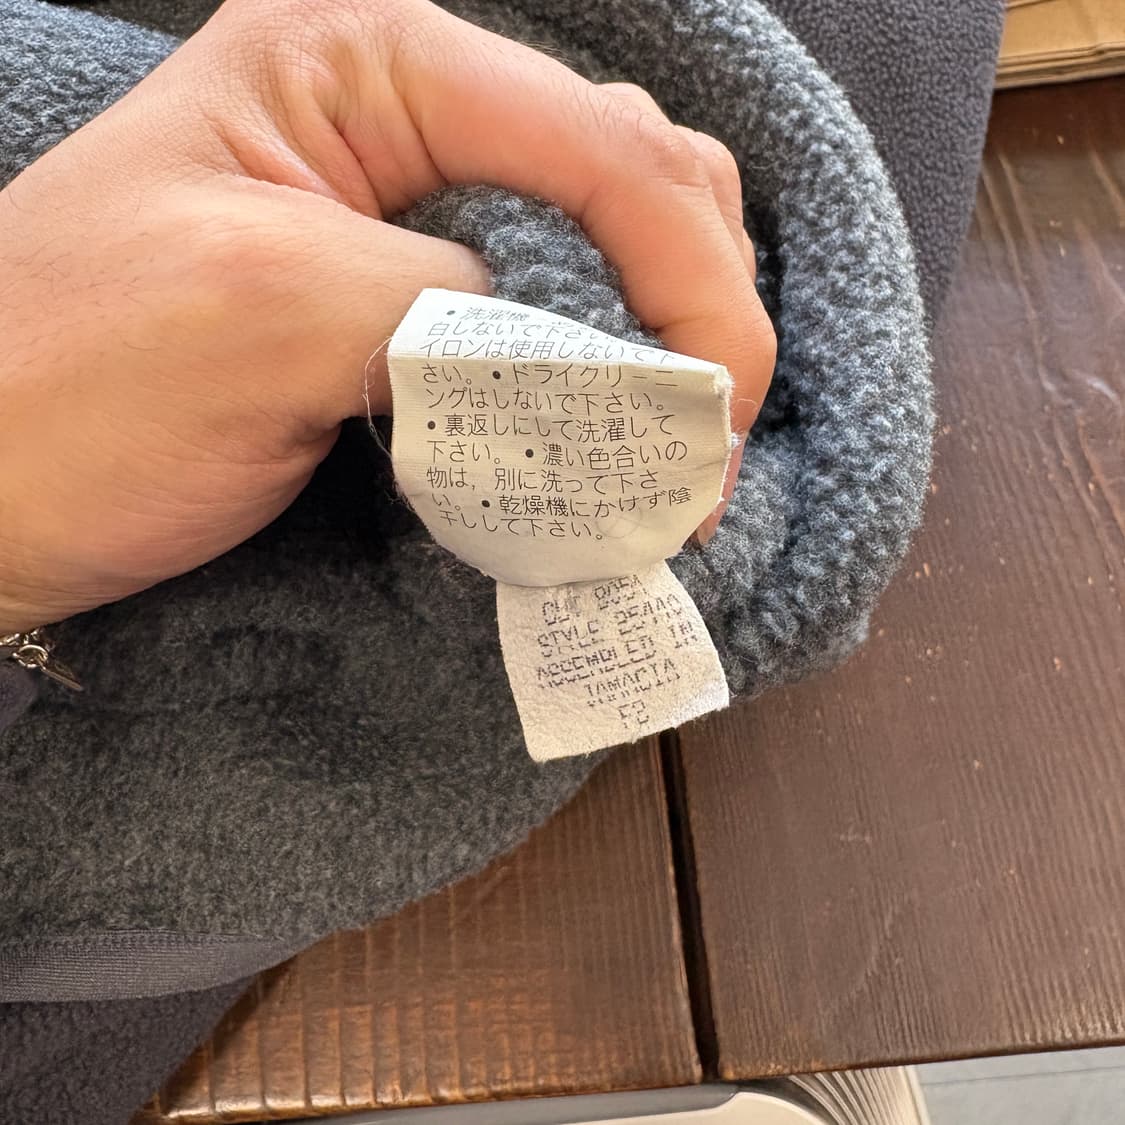 • 洗濯機
白しないで下さい。
イロンは使用しないで下
さい。 • ドライクリーニ
ングはしないで下さい。
• 裏返しにして洗濯して
下さい。 • 濃い色合いの
物は, 別に洗って下さ
い。 • 乾燥機にかけず陰
干しして下さい。
CUT
STYLE
ASSEMBLED IN
JAMAICA